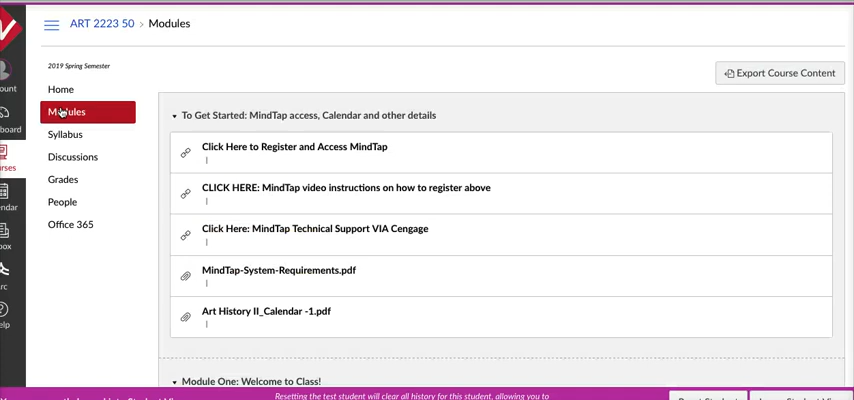 ART 2223 50 > Modules
2019 Spring Semester
Export Course Content
Home
Modules
Syllabus
Discussions
Grades
People
Office 365
To Get Started: MindTap access, Calendar and other details
Click Here to Register and Access MindTap
CLICK HERE: MindTap video instructions on how to register above
Click Here: MindTap Technical Support VIA Cengage
MindTap-System-Requirements.pdf
Art History II_Calendar -1.pdf
Module One: Welcome to Class!
Resetting the test student will clear all history for this student, allowing you to